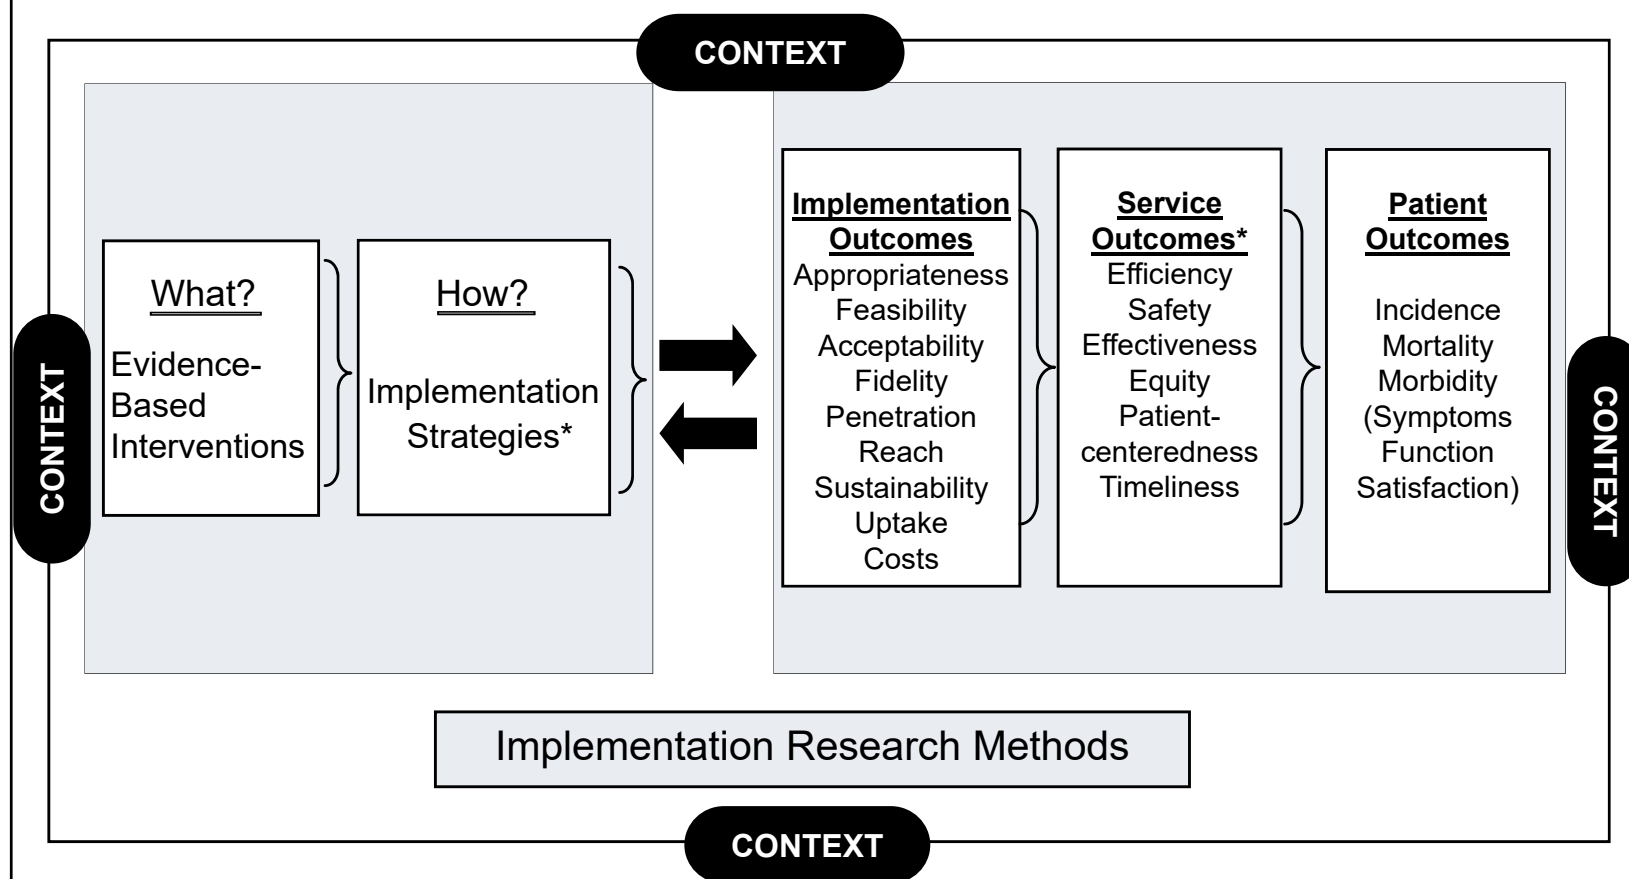 CONTEXT
CONTEXT
What?
Evidence-
Based
Interventions
How?
Implementation
Strategies*
Implementation
Outcomes
Appropriateness
Feasibility
Acceptability
Fidelity
Penetration
Reach
Sustainability
Uptake
Costs
Service
Outcomes*
Efficiency
Safety
Effectiveness
Equity
Patient-
centeredness
Timeliness
Patient
Outcomes
Incidence
Mortality
Morbidity
(Symptoms
Function
Satisfaction)
CONTEXT
Implementation Research Methods
CONTEXT